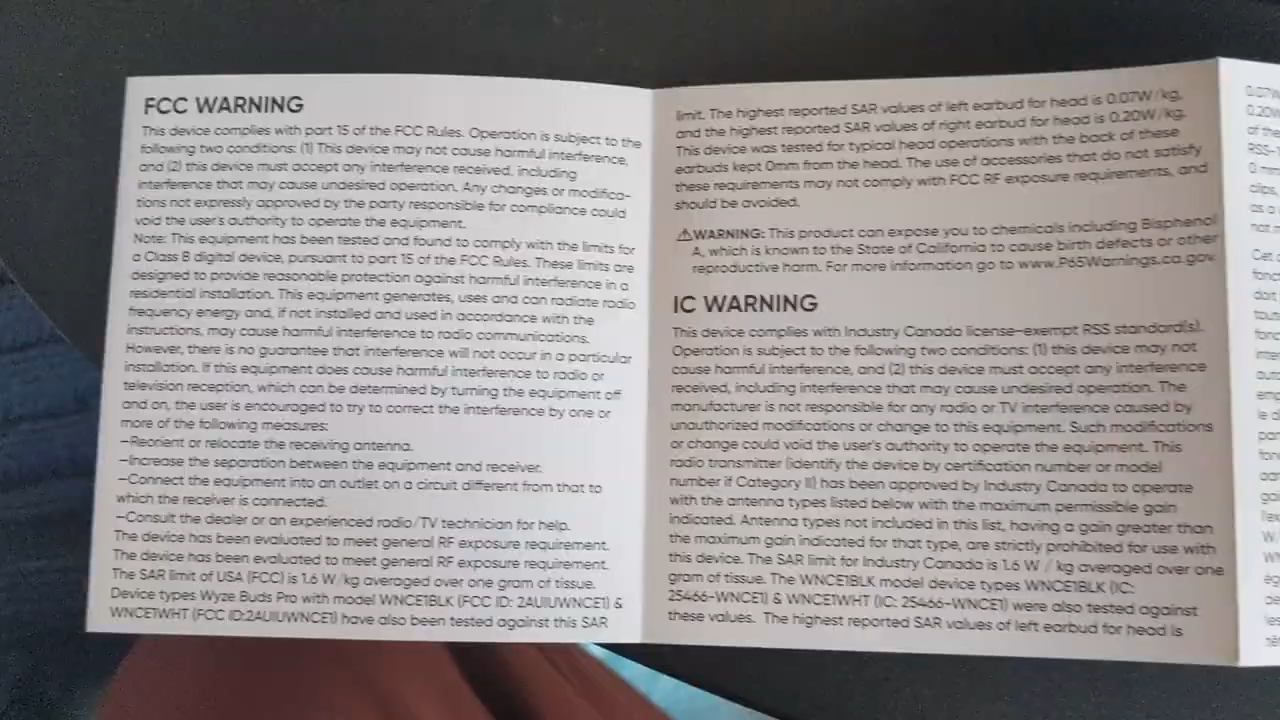 FCC WARNING
This device complies with part 15 of the FCC Rules. Operation is subject to the
following two conditions: (1) This device may not cause harmful interference,
and (2) this device must accept any interference received, including
interference that may cause undesired operation. Any changes or modifica-
tions not expressly approved by the party responsible for compliance could
void the user's authority to operate the equipment.
Note: This equipment has been tested and found to comply with the limits for
a Class B digital device, pursuant to part 15 of the FCC Rules. These limits are
designed to provide reasonable protection against harmful interference in a
residential installation. This equipment generates, uses and can radiate radio
frequency energy and, if not installed and used in accordance with the
instructions, may cause harmful interference to radio communications.
However, there is no guarantee that interference will not occur in a particular
installation. If this equipment does cause harmful interference to radio or
television reception, which can be determined by turning the equipment off
and on, the user is encouraged to try to correct the interference by one or
more of the following measures:
—Reorient or relocate the receiving antenna.
—Increase the separation between the equipment and receiver.
—Connect the equipment into an outlet on a circuit different from that to
which the receiver is connected.
—Consult the dealer or an experienced radio/TV technician for help.
The device has been evaluated to meet general RF exposure requirement.
The device has been evaluated to meet general RF exposure requirement.
The SAR limit of USA (FCC) is 1.6 W/kg averaged over one gram of tissue.
Device types Wyze Buds Pro with model WNCE1BLK (FCC ID: 2AUIUWNCE1) &
WNCE1WHT (FCC ID:2AUIUWNCE1) have also been tested against this SAR
limit. The highest reported SAR values of left earbud for head is 0.07W/kg,
and the highest reported SAR values of right earbud for head is 0.20W/kg.
This device was tested for typical head operations with the back of these
earbuds kept 0mm from the head. The use of accessories that do not satisfy
these requirements may not comply with FCC RF exposure requirements, and
should be avoided.
⚠WARNING: This product can expose you to chemicals including Bisphenol
A, which is known to the State of California to cause birth defects or other
reproductive harm. For more information go to www.P65Warnings.ca.gov
IC WARNING
This device complies with Industry Canada license-exempt RSS standard(s).
Operation is subject to the following two conditions: (1) this device may not
cause harmful interference, and (2) this device must accept any interference
received, including interference that may cause undesired operation. The
manufacturer is not responsible for any radio or TV interference caused by
unauthorized modifications or change to this equipment. Such modifications
or change could void the user's authority to operate the equipment. This
radio transmitter (identify the device by certification number or model
number if Category II) has been approved by Industry Canada to operate
with the antenna types listed below with the maximum permissible gain
indicated. Antenna types not included in this list, having a gain greater than
the maximum gain indicated for that type, are strictly prohibited for use with
this device. The SAR limit for Industry Canada is 1.6 W / kg averaged over one
gram of tissue. The WNCE1BLK model device types WNCE1BLK (IC:
25466-WNCE1) & WNCE1WHT (IC: 25466-WNCE1) were also tested against
these values. The highest reported SAR values of left earbud for head is